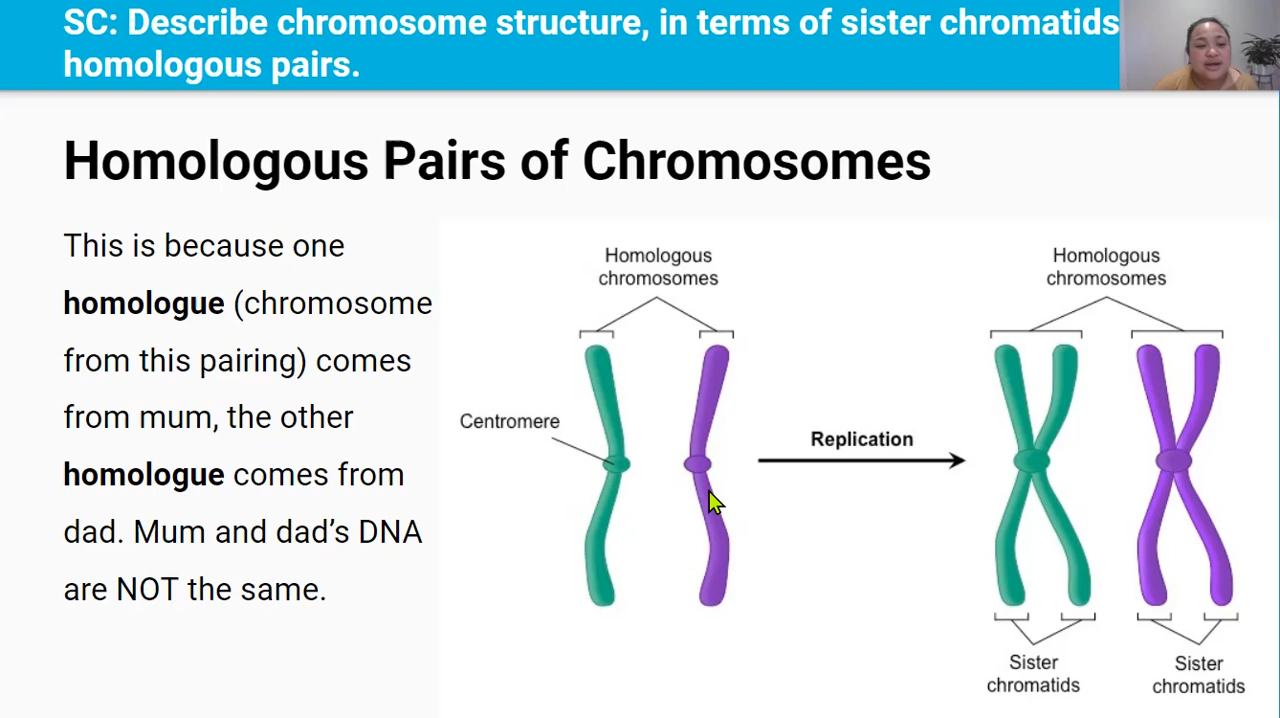 SC: Describe chromosome structure, in terms of sister chromatids
homologous pairs.
Homologous Pairs of Chromosomes
This is because one
homologue (chromosome
from this pairing) comes
from mum, the other
homologue comes from
dad. Mum and dad’s DNA
are NOT the same.
Homologous
chromosomes
Centromere
Replication
Homologous
chromosomes
Sister
chromatids
Sister
chromatids